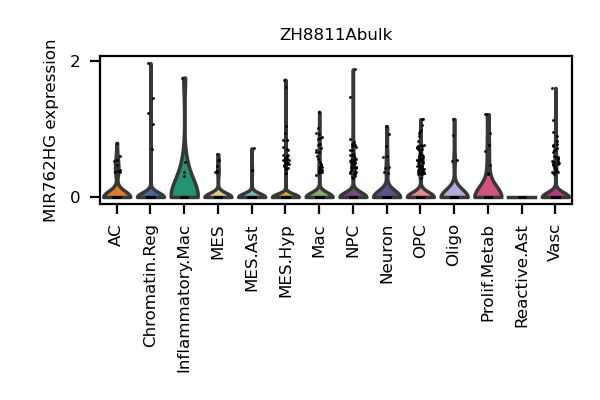 ZH8811Abulk
MIR762HG expression
2
0
AC
Chromatin.Reg
Inflammatory.Mac
MES
MES.Ast
MES.Hyp
Mac
NPC
Neuron
OPC
Oligo
Prolif.Metab
Reactive.Ast
Vasc